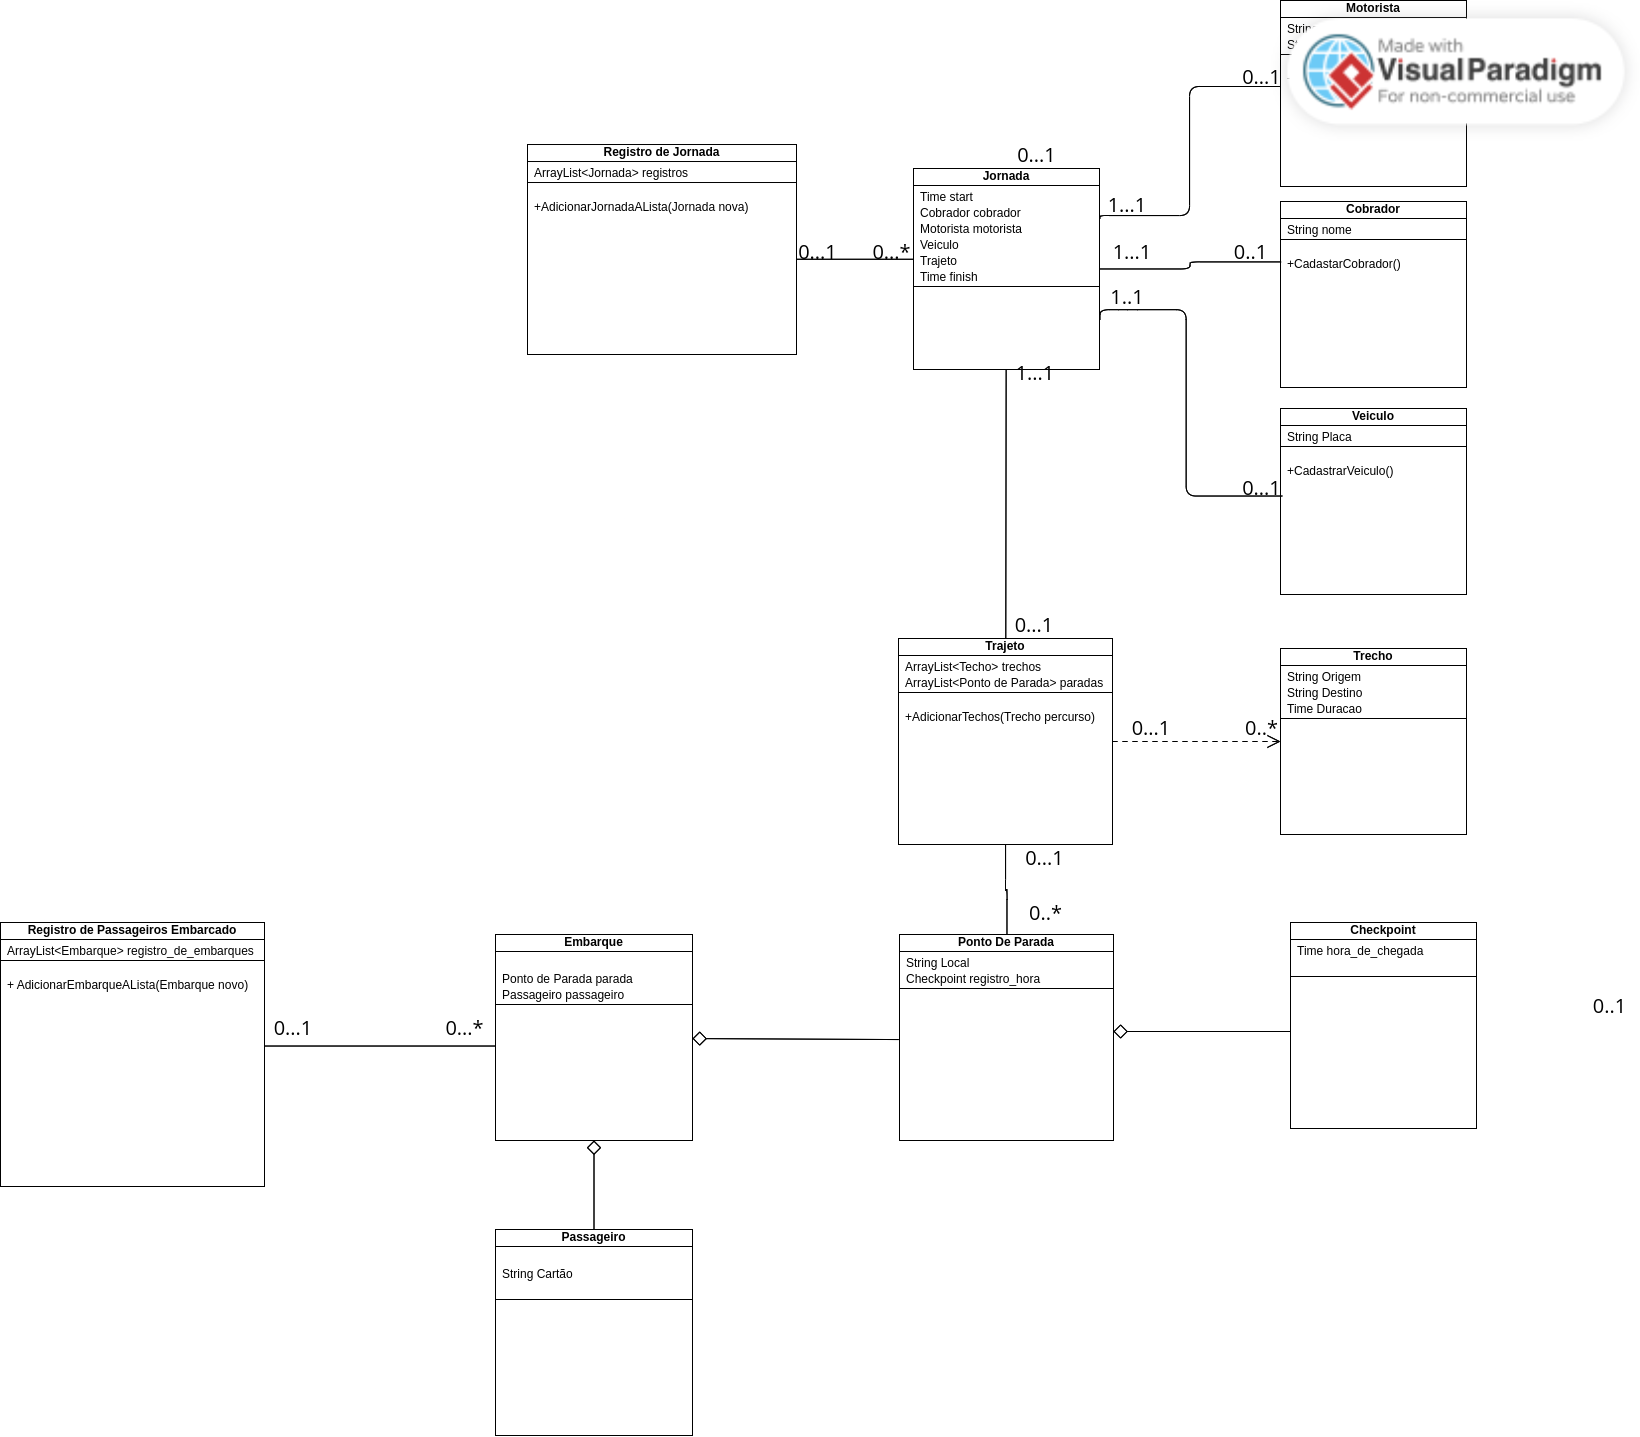 Motorista
Made with
Visual Paradigm
For non-commercial use
0...1
Registro de Jornada
ArrayList<Jornada> registros
+AdicionarJornadaALista(Jornada nova)
0...1
0...*
0...1
Jornada
Time start
Cobrador cobrador
Motorista motorista
Veiculo
Trajeto
Time finish
1...1
1...1
0..1
1..1
1...1
Cobrador
String nome
+CadastarCobrador()
Veiculo
String Placa
+CadastrarVeiculo()
0...1
0...1
Trajeto
ArrayList<Techo> trechos
ArrayList<Ponto de Parada> paradas
+AdicionarTechos(Trecho percurso)
0...1
0..*
Trecho
String Origem
String Destino
Time Duracao
0...1
0..*
Registro de Passageiros Embarcado
ArrayList<Embarque> registro_de_embarques
+ AdicionarEmbarqueALista(Embarque novo)
0...1
0...*
Embarque
Ponto de Parada parada
Passageiro passageiro
Ponto De Parada
String Local
Checkpoint registro_hora
Checkpoint
Time hora_de_chegada
0..1
Passageiro
String Cartão